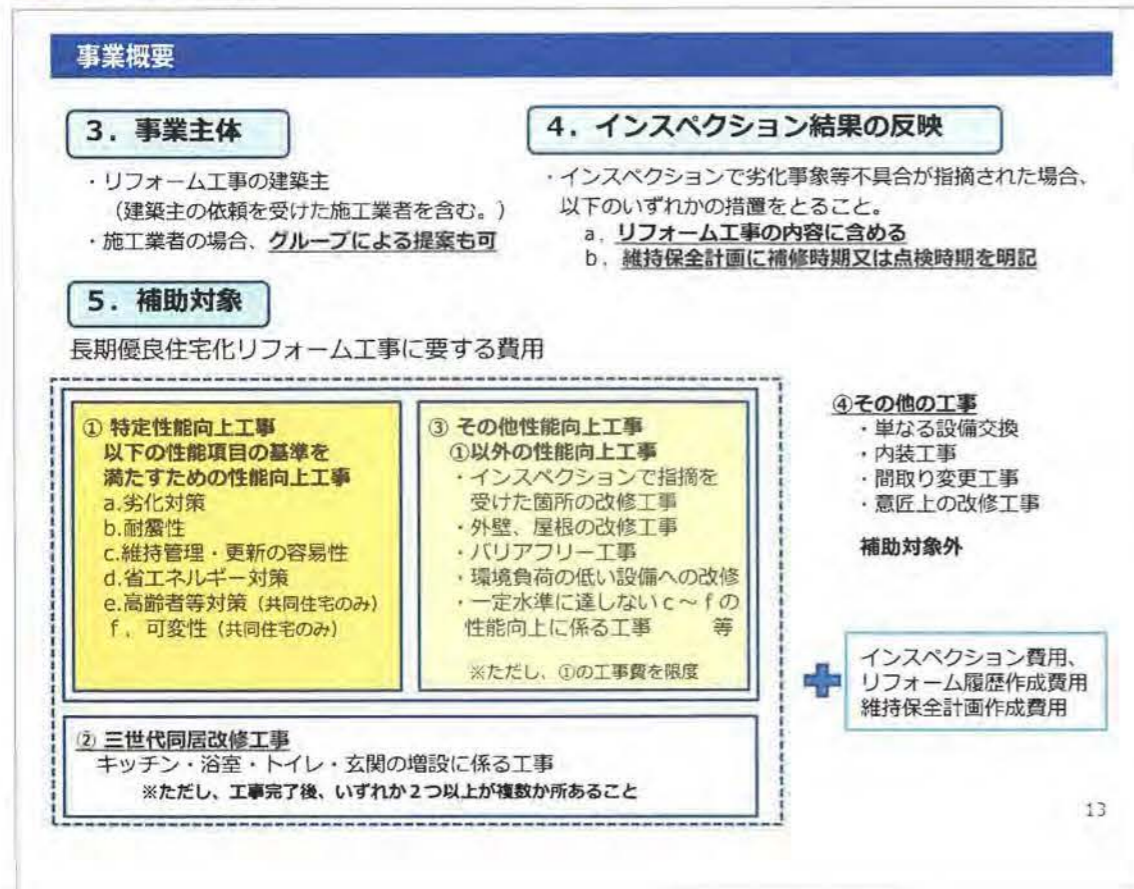 事業概要
3．事業主体
・リフォーム工事の建築主
（建築主の依頼を受けた施工業者を含む。）
・施工業者の場合、グループによる提案も可
4．インスペクション結果の反映
・インスペクションで劣化事象等不具合が指摘された場合、
以下のいずれかの措置をとること。
a．リフォーム工事の内容に含める
b．維持保全計画に補修時期又は点検時期を明記
5．補助対象
長期優良住宅化リフォーム工事に要する費用
① 特定性能向上工事
以下の性能項目の基準を
満たすための性能向上工事
a.劣化対策
b.耐震性
c.維持管理・更新の容易性
d.省エネルギー対策
e.高齢者等対策（共同住宅のみ）
f．可変性（共同住宅のみ）
③ その他性能向上工事
①以外の性能向上工事
・インスペクションで指摘を
受けた箇所の改修工事
・外壁、屋根の改修工事
・バリアフリー工事
・環境負荷の低い設備への改修
・一定水準に達しないc～fの
性能向上に係る工事　等
※ただし、①の工事費を限度
② 三世代同居改修工事
キッチン・浴室・トイレ・玄関の増設に係る工事
※ただし、工事完了後、いずれか2つ以上が複数か所あること
④その他の工事
・単なる設備交換
・内装工事
・間取り変更工事
・意匠上の改修工事
補助対象外
インスペクション費用、
リフォーム履歴作成費用
維持保全計画作成費用
13